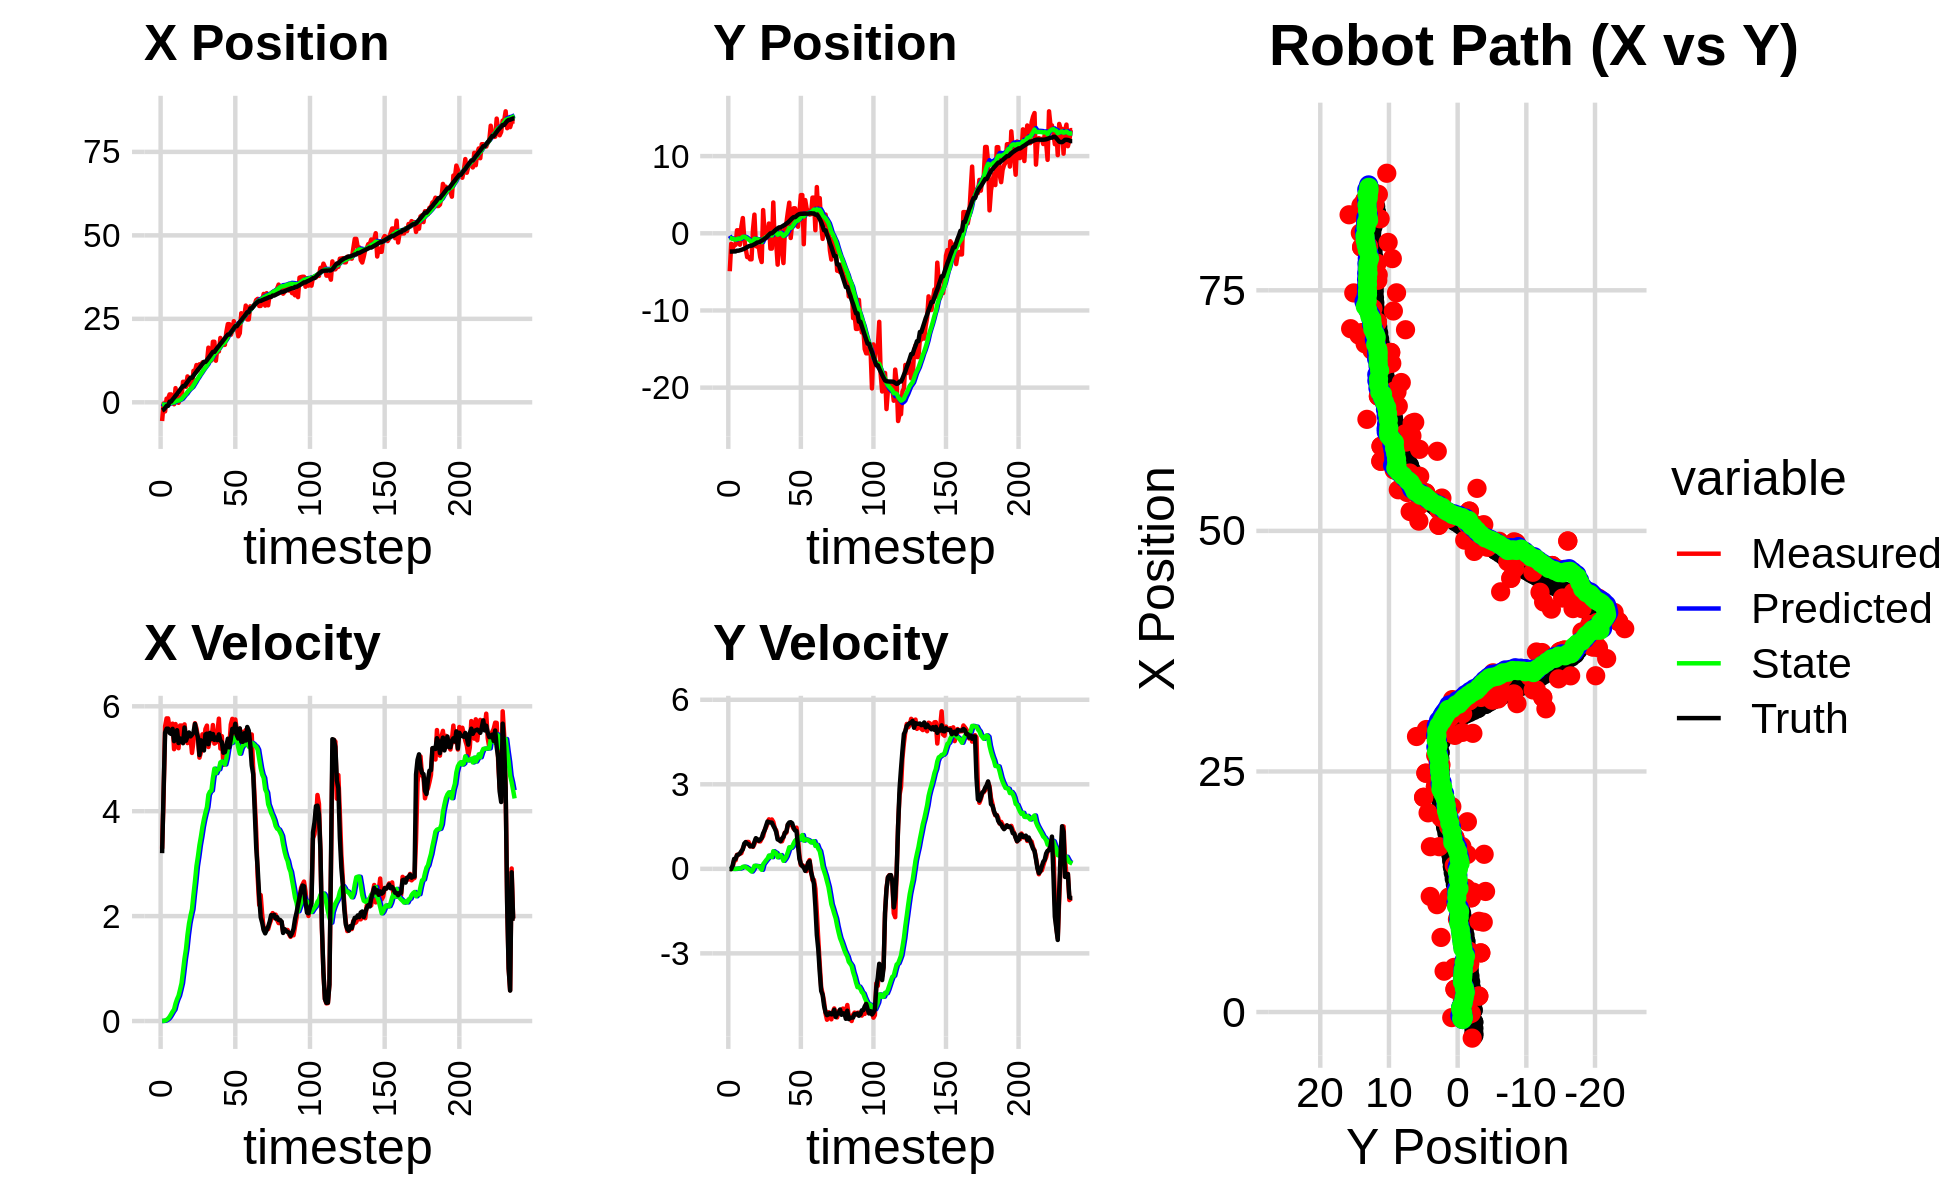 X Position
75
50
25
0
0 50 100 150 200
timestep
Y Position
10
0
-10
-20
0 50 100 150 200
timestep
X Velocity
6
4
2
0
0 50 100 150 200
timestep
Y Velocity
6
3
0
-3
0 50 100 150 200
timestep
Robot Path (X vs Y)
X Position
75
50
25
0
20 10 0 -10 -20
Y Position
variable
Measured
Predicted
State
Truth